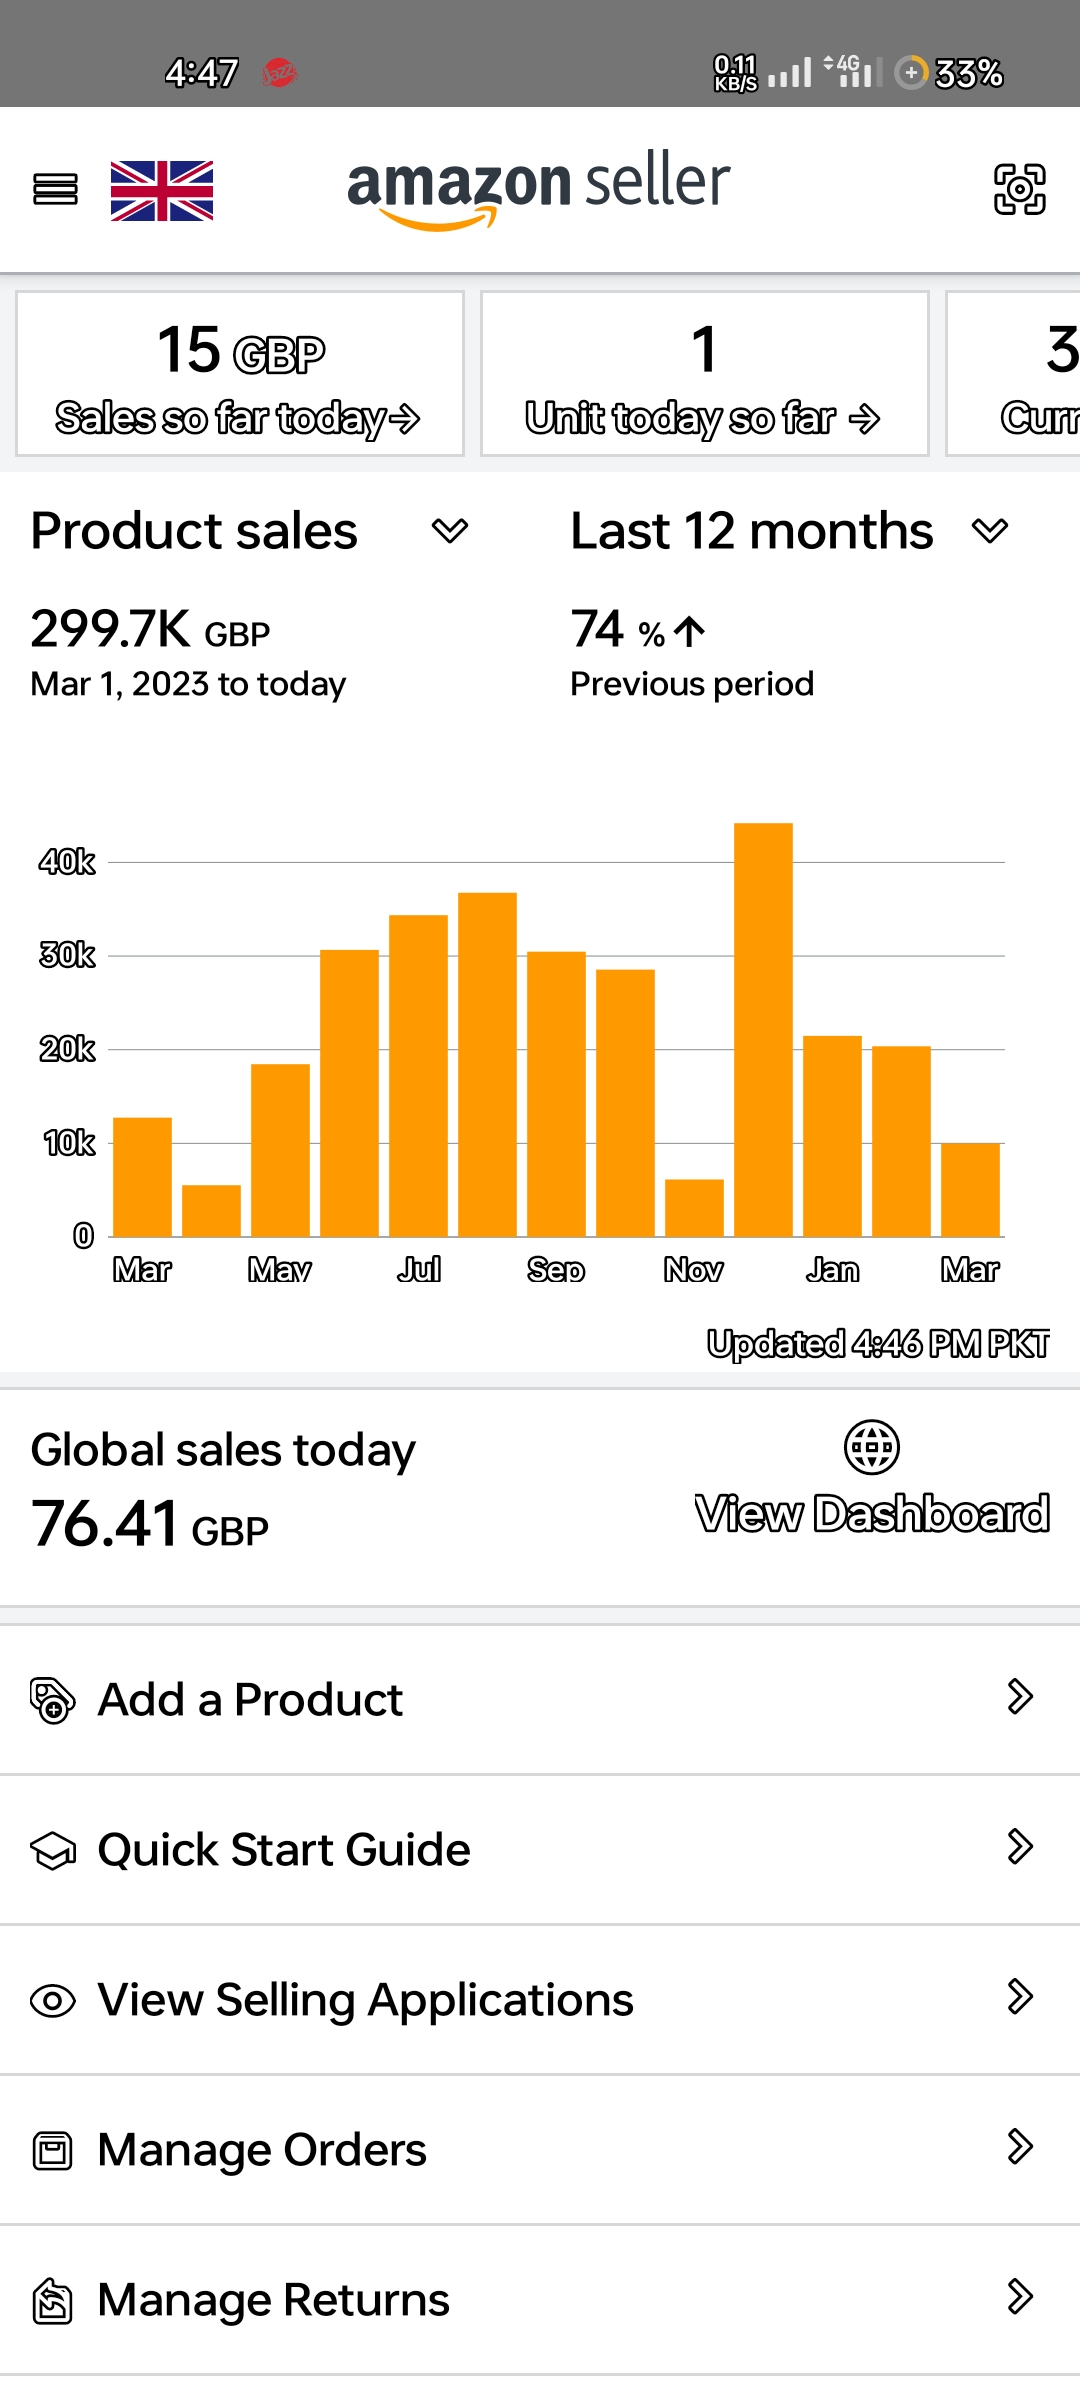 4:47 Jazz 0.11 KB/S 4G 33%
amazon seller
15 GBP
Sales so far today
1
Unit today so far
3
Curr
Product sales
Last 12 months
299.7K GBP
74 %
Mar 1, 2023 to today
Previous period
40k
30k
20k
10k
0
Mar May Jul Sep Nov Jan Mar
Updated 4:46 PM PKT
Global sales today
76.41 GBP
View Dashboard
Add a Product
Quick Start Guide
View Selling Applications
Manage Orders
Manage Returns